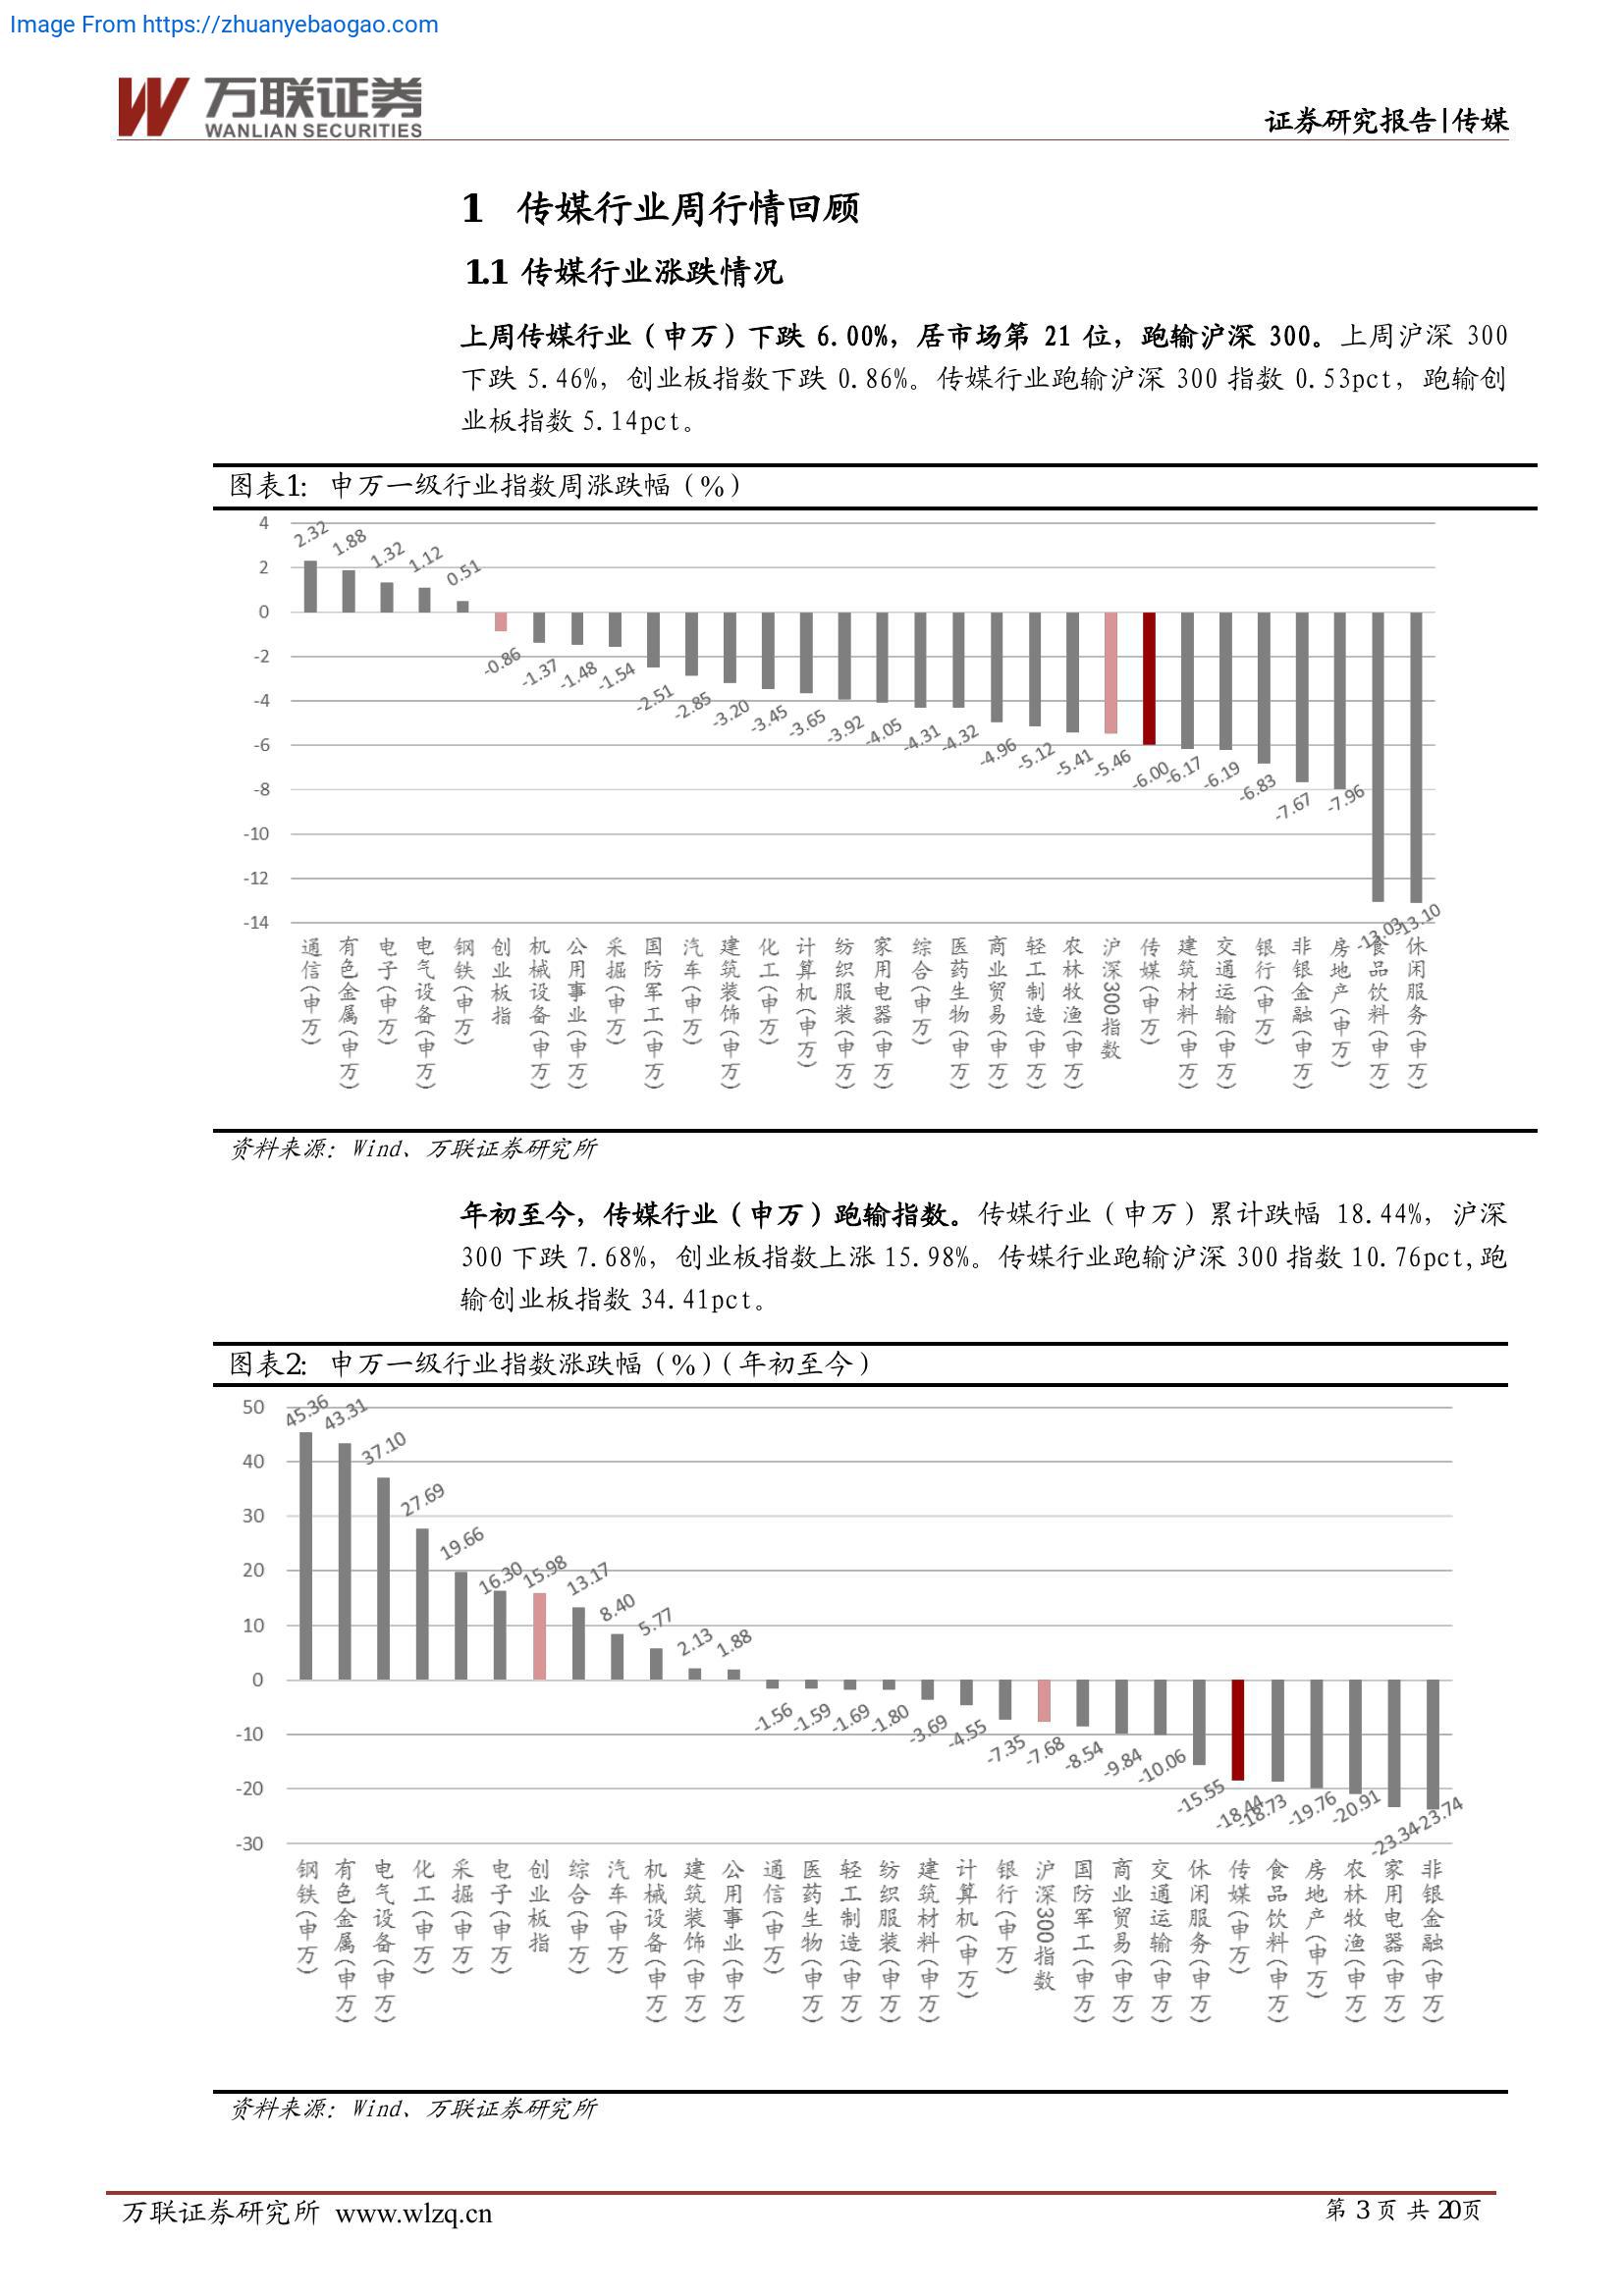 Image From https://zhuanyebaogao.com
万联证券
WANLIAN SECURITIES
证券研究报告|传媒
1 传媒行业周行情回顾
1.1 传媒行业涨跌情况
上周传媒行业（申万）下跌 6.00%，居市场第 21 位，跑输沪深 300。上周沪深 300
下跌 5.46%，创业板指数下跌 0.86%。传媒行业跑输沪深 300 指数 0.53pct，跑输创
业板指数 5.14pct。
图表1： 申万一级行业指数周涨跌幅（%）
4
2
0
-2
-4
-6
-8
-10
-12
-14
2.32
1.88
1.32
1.12
0.51
-0.86
-1.37
-1.48
-1.54
-2.51
-2.85
-3.20
-3.45
-3.65
-3.92
-4.05
-4.31
-4.32
-4.96
-5.12
-5.41
-5.46
-6.00
-6.17
-6.19
-6.83
-7.67
-7.96
-13.03
-13.10
通信(申万)
有色金属(申万)
电子(申万)
电气设备(申万)
钢铁(申万)
创业板指
机械设备(申万)
公用事业(申万)
采掘(申万)
国防军工(申万)
汽车(申万)
建筑装饰(申万)
化工(申万)
计算机(申万)
纺织服装(申万)
家用电器(申万)
综合(申万)
医药生物(申万)
商业贸易(申万)
轻工制造(申万)
农林牧渔(申万)
沪深300指数
传媒(申万)
建筑材料(申万)
交通运输(申万)
银行(申万)
非银金融(申万)
房地产(申万)
食品饮料(申万)
休闲服务(申万)
资料来源：Wind、万联证券研究所
年初至今，传媒行业（申万）跑输指数。传媒行业（申万）累计跌幅 18.44%，沪深
300 下跌 7.68%，创业板指数上涨 15.98%。传媒行业跑输沪深 300 指数 10.76pct,跑
输创业板指数 34.41pct。
图表2： 申万一级行业指数涨跌幅（%）（年初至今）
50
40
30
20
10
0
-10
-20
-30
45.36
43.31
37.10
27.69
19.66
16.30
15.98
13.17
8.40
5.77
2.13
1.88
-1.56
-1.59
-1.69
-1.80
-3.69
-4.55
-7.35
-7.68
-8.54
-9.84
-10.06
-15.55
-18.44
-18.73
-19.76
-20.91
-23.34
-23.74
钢铁(申万)
有色金属(申万)
电气设备(申万)
化工(申万)
采掘(申万)
电子(申万)
创业板指
综合(申万)
汽车(申万)
机械设备(申万)
建筑装饰(申万)
公用事业(申万)
通信(申万)
医药生物(申万)
轻工制造(申万)
纺织服装(申万)
建筑材料(申万)
计算机(申万)
银行(申万)
沪深300指数
国防军工(申万)
商业贸易(申万)
交通运输(申万)
休闲服务(申万)
传媒(申万)
食品饮料(申万)
房地产(申万)
农林牧渔(申万)
家用电器(申万)
非银金融(申万)
资料来源：Wind、万联证券研究所
万联证券研究所 www.wlzq.cn
第 3 页 共 20 页